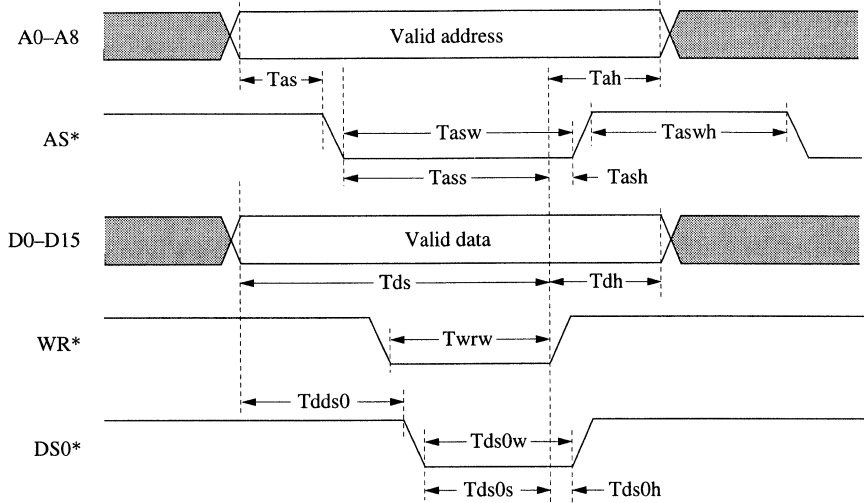 A0–A8
Valid address
Tas
Tah
AS*
Tasw
Taswh
Tass
Tash
D0–D15
Valid data
Tds
Tdh
WR*
Twrw
Tdds0
DS0*
Tds0w
Tds0s
Tds0h